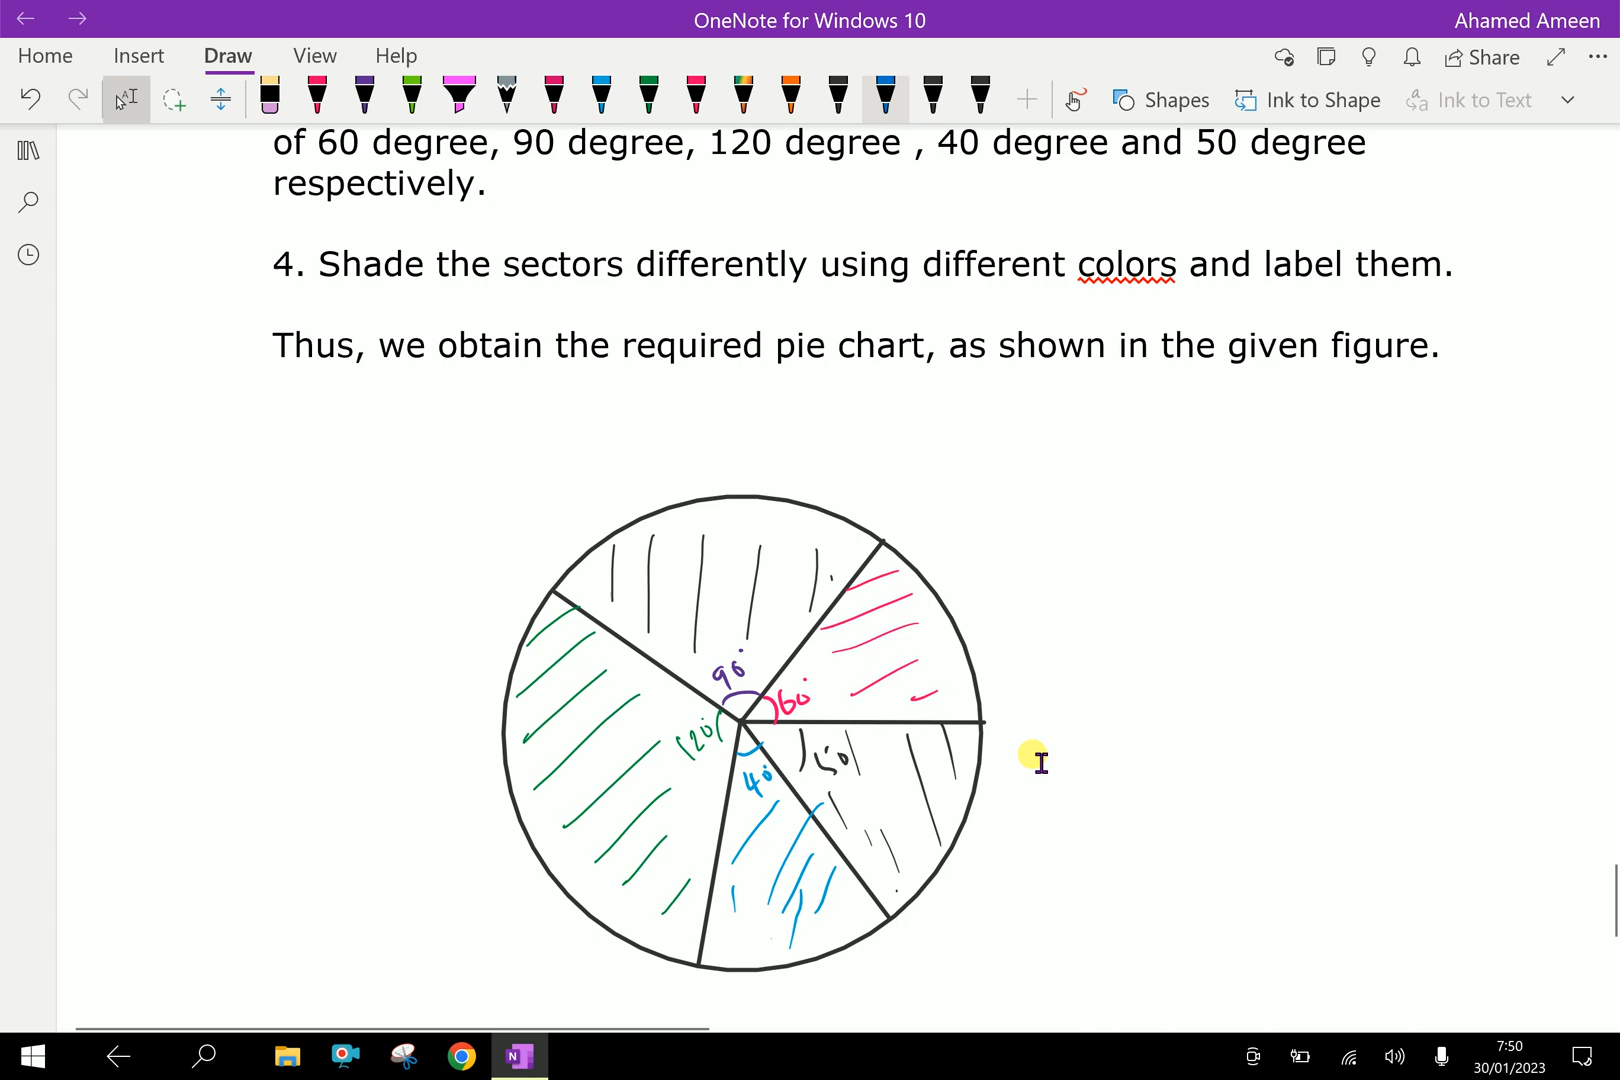 OneNote for Windows 10
Ahamed Ameen
Home Insert Draw View Help
Share
Shapes
Ink to Shape
Ink to Text
of 60 degree, 90 degree, 120 degree , 40 degree and 50 degree
respectively.
4. Shade the sectors differently using different colors and label them.
Thus, we obtain the required pie chart, as shown in the given figure.
90°
60°
120°
50
40°
7:50
30/01/2023